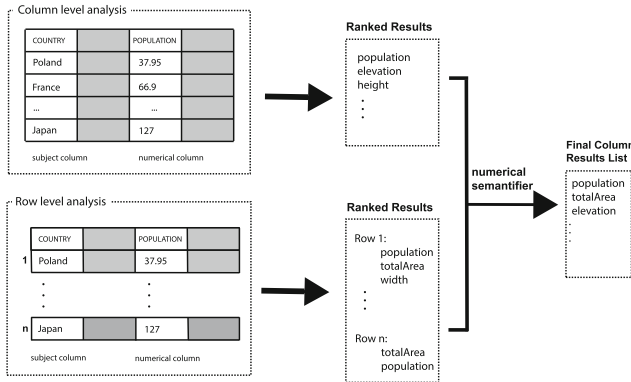 Column level analysis
COUNTRY POPULATION
Poland 37.95
France 66.9
... ...
Japan 127
subject column numerical column
Ranked Results
population
elevation
height
Row level analysis
COUNTRY POPULATION
1 Poland 37.95
n Japan 127
subject column numerical column
Ranked Results
Row 1:
population
totalArea
width
Row n:
totalArea
population
numerical
semantifier
Final Column
Results List
population
totalArea
elevation